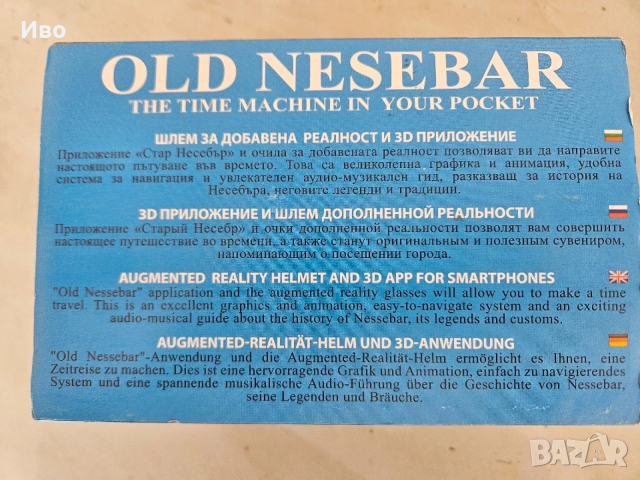 Иво
OLD NESEBAR
THE TIME MACHINE IN YOUR POCKET
ШЛЕМ ЗА ДОБАВЕНА РЕАЛНОСТ И 3D ПРИЛОЖЕНИЕ
Приложение «Стар Несебър» и очила за добавената реалност позволяват ви да направите
настоящото пътуване във времето. Това са великолепна графика и анимация, удобна
система за навигация и увлекателен аудио-музикален гид, разказващ за история на
Несебъра, неговите легенди и традиции.
3D ПРИЛОЖЕНИЕ И ШЛЕМ ДОПОЛНЕННОЙ РЕАЛЬНОСТИ
Приложение «Старый Несебр» и очки дополненной реальности позволят вам совершить
настоящее путешествие во времени, а также станут оригинальным и полезным сувениром,
напоминающим о посещении города.
AUGMENTED REALITY HELMET AND 3D APP FOR SMARTPHONES
"Old Nessebar" application and the augmented reality glasses will allow you to make a time
travel. This is an excellent graphics and animation, easy-to-navigate system and an exciting
audio-musical guide about the history of Nessebar, its legends and customs.
AUGMENTED-REALITÄT-HELM UND 3D-ANWENDUNG
"Old Nessebar"-Anwendung und die Augmented-Realität-Helm ermöglicht es Ihnen, eine
Zeitreise zu machen. Dies ist eine hervorragende Grafik und Animation, einfach zu navigierendes
System und eine spannende musikalische Audio-Führung über die Geschichte von Nessebar,
seine Legenden und Bräuche.
BAZAR